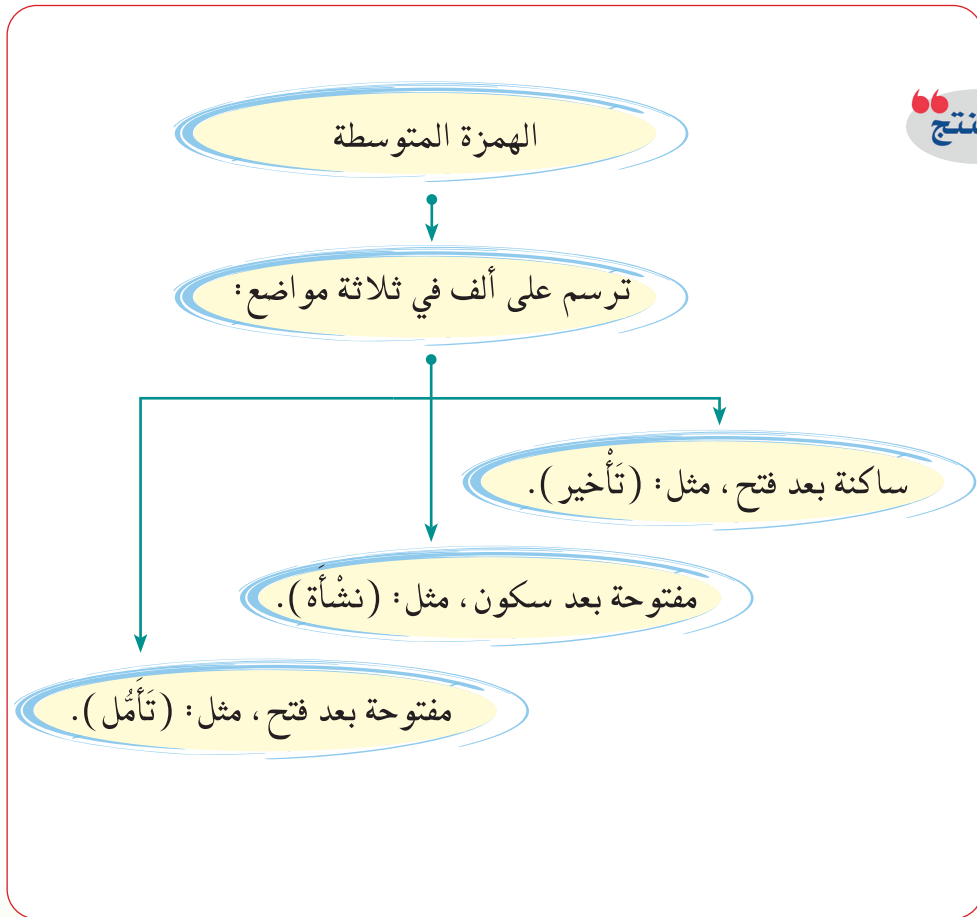 الهمزة المتوسطة
ترسم على ألف في ثلاثة مواضع:
ساكنة بعد فتح، مثل: (تَأْخير).
مفتوحة بعد سكون، مثل: (نشْأَة).
مفتوحة بعد فتح، مثل: (تَأَمُّل).